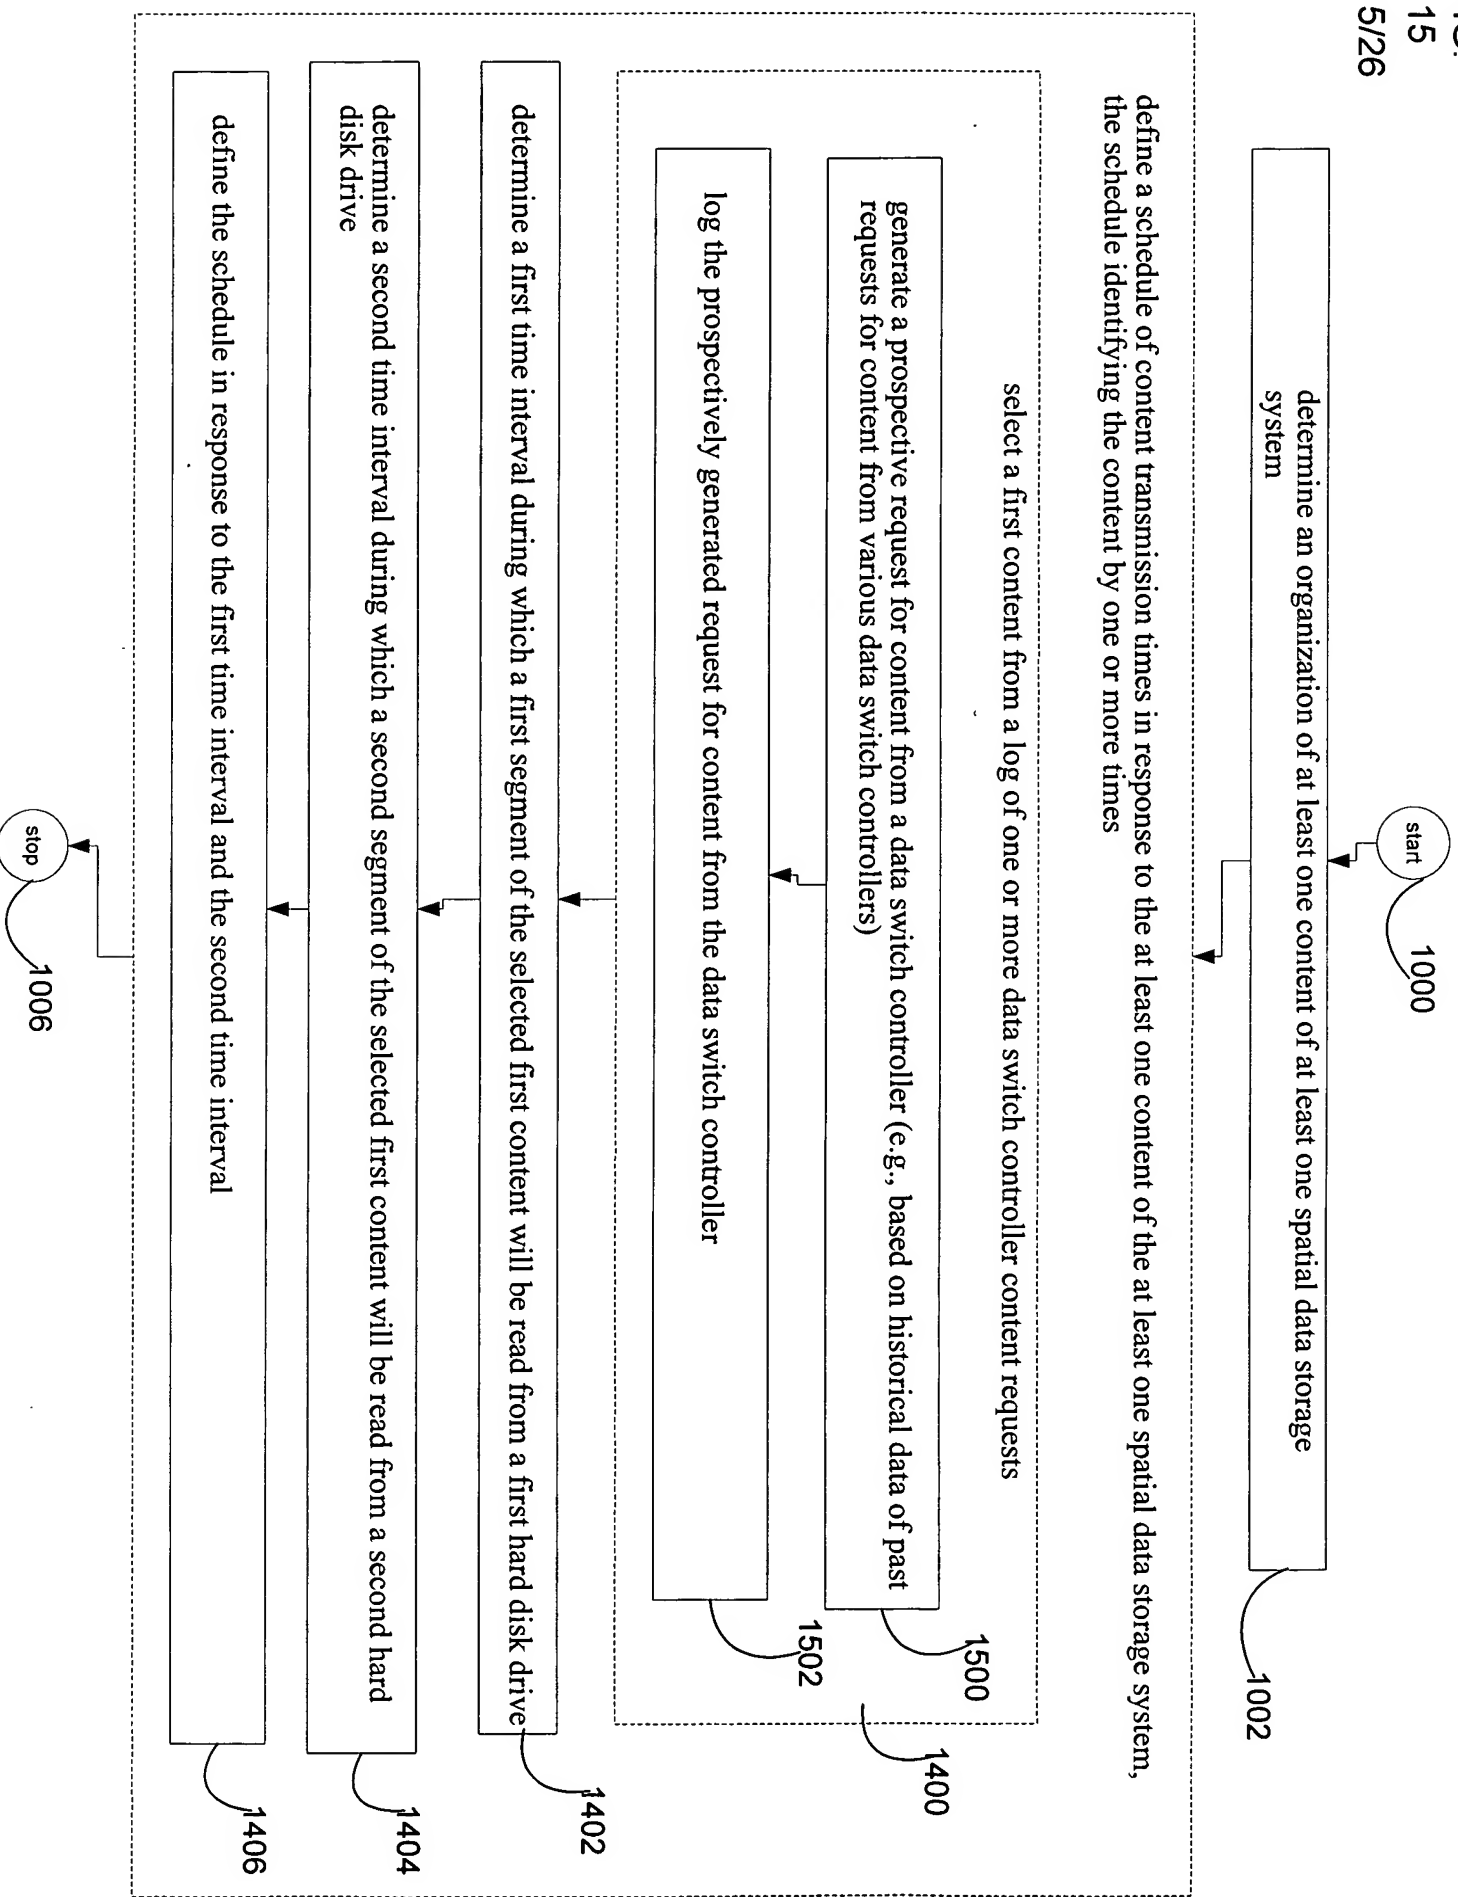 15
5/26
start
1000
determine an organization of at least one content of at least one spatial data storage
system
1002
define a schedule of content transmission times in response to the at least one content of the at least one spatial data storage system,
the schedule identifying the content by one or more times
select a first content from a log of one or more data switch controller content requests
1400
generate a prospective request for content from a data switch controller (e.g., based on historical data of past
requests for content from various data switch controllers)
1500
log the prospectively generated request for content from the data switch controller
1502
determine a first time interval during which a first segment of the selected first content will be read from a first hard disk drive
1402
determine a second time interval during which a second segment of the selected first content will be read from a second hard
disk drive
1404
define the schedule in response to the first time interval and the second time interval
1406
stop
1006